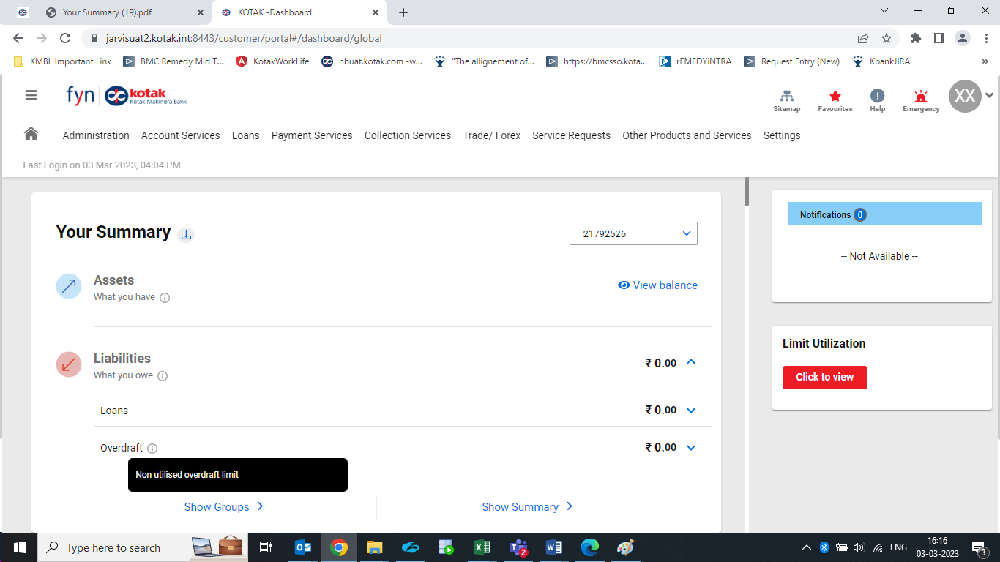 Your Summary (19).pdf
KOTAK -Dashboard
jarvisuat2.kotak.int:8443/customer/portal#/dashboard/global
KMBL Important Link
BMC Remedy Mid T...
KotakWorkLife
nbuat.kotak.com -w...
"The allignement of...
https://bmcsso.kota...
rEMEDYiNTRA
Request Entry (New)
KbankJIRA
fyn
kotak
Kotak Mahindra Bank
Sitemap
Favourites
Help
Emergency
XX
Administration
Account Services
Loans
Payment Services
Collection Services
Trade/ Forex
Service Requests
Other Products and Services
Settings
Last Login on 03 Mar 2023, 04:04 PM
Your Summary
21792526
Assets
What you have
View balance
Liabilities
What you owe
₹ 0.00
Loans
₹ 0.00
Overdraft
₹ 0.00
Non utilised overdraft limit
Show Groups
Show Summary
Notifications 0
-- Not Available --
Limit Utilization
Click to view
Type here to search
2
ENG
16:16
03-03-2023
3